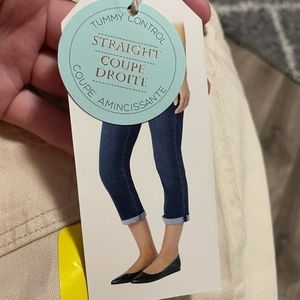 TUMMY CONTROL
STRAIGHT
COUPE
DROITE
COUPE AMINCISSANTE